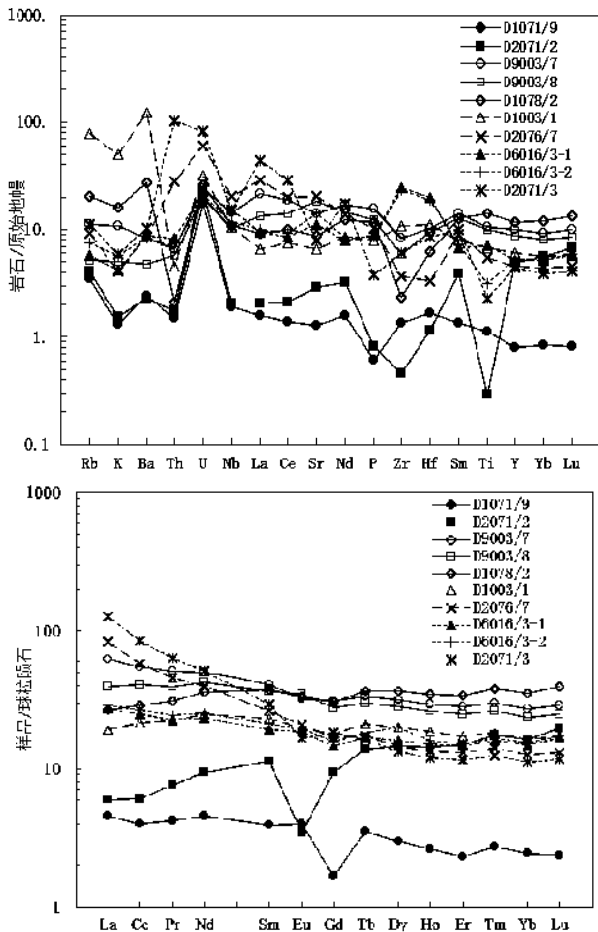 1000.
100.
10.0
1.0
0.1
岩石/原始地幔
D1071/9
D2071/2
D9003/7
D9003/8
D1078/2
D1003/1
D2076/7
D6016/3-1
D6016/3-2
D2071/3
Rb K Ba Th U Nb La Ce Sr Nd P Zr Hf Sm Ti Y Yb Lu
1000
100
10
1
样品/球粒陨石
D1071/9
D2071/2
D9003/7
D9003/8
D1078/2
D1003/1
D2076/7
D6016/3-1
D6016/3-2
D2071/3
La Ce Pr Nd Sm Eu Gd Tb Dy Ho Er Tm Yb Lu